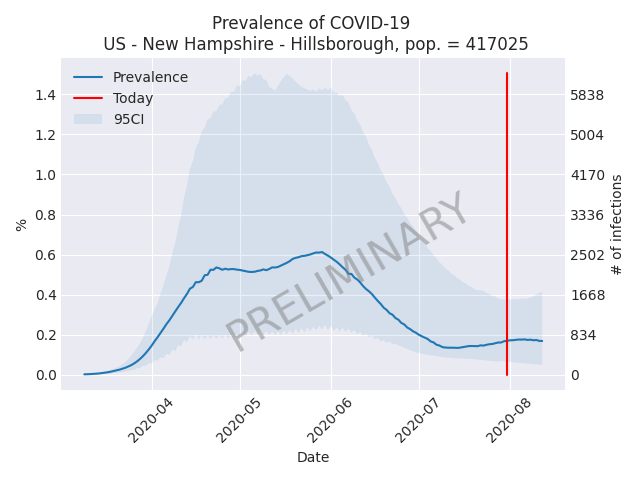 Prevalence of COVID-19
US - New Hampshire - Hillsborough, pop. = 417025
Prevalence
Today
95CI
1.4
1.2
1.0
0.8
0.6
0.4
0.2
0.0
%
5838
5004
4170
3336
2502
1668
834
0
# of infections
PRELIMINARY
2020-04
2020-05
2020-06
2020-07
2020-08
Date